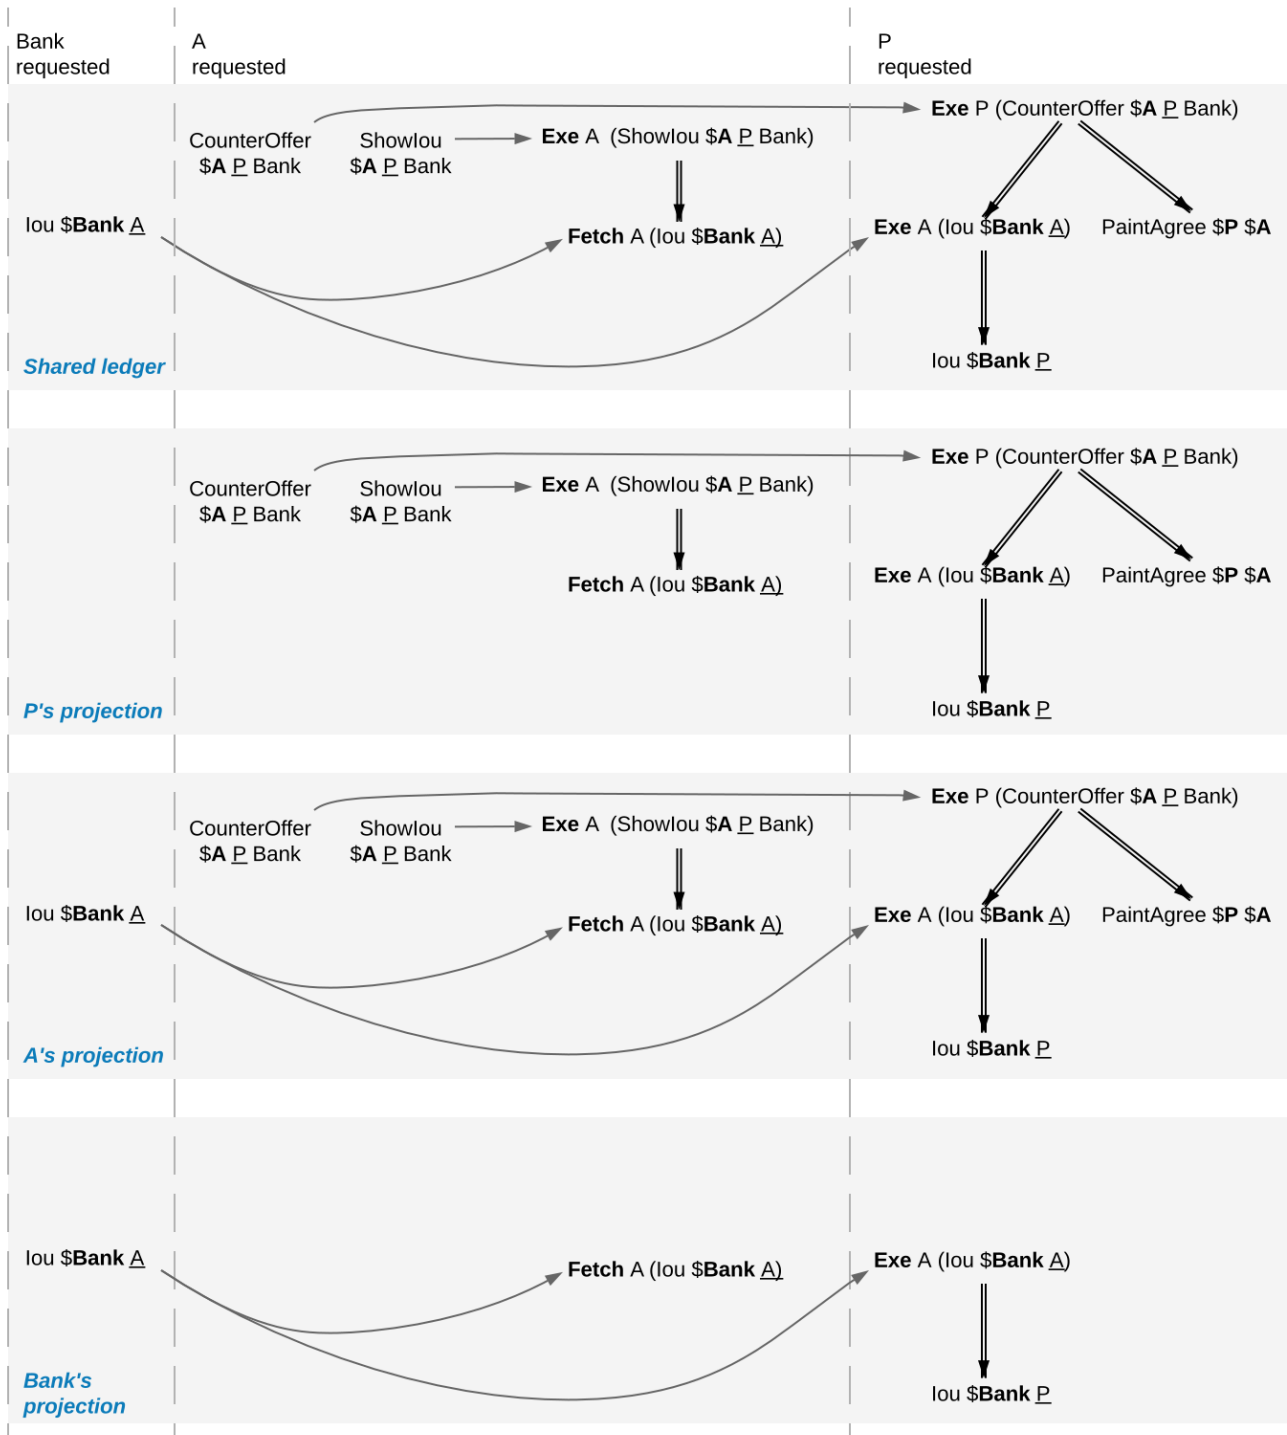 Bank
requested
A
requested
P
requested
Exe P (CounterOffer $A P Bank)
CounterOffer
$A P Bank
ShowIou
$A P Bank
Exe A (ShowIou $A P Bank)
Iou $Bank A
Fetch A (Iou $Bank A)
Exe A (Iou $Bank A)
PaintAgree $P $A
Iou $Bank P
Shared ledger
Exe P (CounterOffer $A P Bank)
CounterOffer
$A P Bank
ShowIou
$A P Bank
Exe A (ShowIou $A P Bank)
Fetch A (Iou $Bank A)
Exe A (Iou $Bank A)
PaintAgree $P $A
Iou $Bank P
P's projection
Exe P (CounterOffer $A P Bank)
CounterOffer
$A P Bank
ShowIou
$A P Bank
Exe A (ShowIou $A P Bank)
Iou $Bank A
Fetch A (Iou $Bank A)
Exe A (Iou $Bank A)
PaintAgree $P $A
Iou $Bank P
A's projection
Iou $Bank A
Fetch A (Iou $Bank A)
Exe A (Iou $Bank A)
Iou $Bank P
Bank's
projection